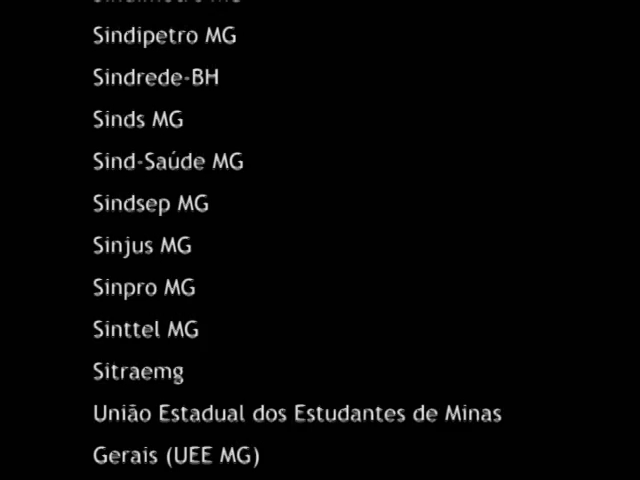 Sindipetro MG
Sindrede-BH
Sinds MG
Sind-Saúde MG
Sindsep MG
Sinjus MG
Sinpro MG
Sinttel MG
Sitraemg
União Estadual dos Estudantes de Minas
Gerais (UEE MG)